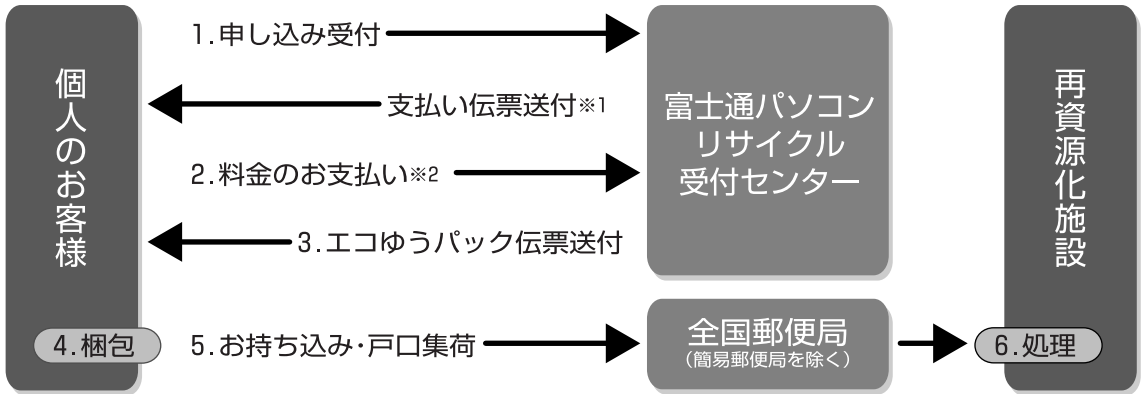 個人のお客様
1.申し込み受付
支払い伝票送付※1
2.料金のお支払い※2
3.エコゆうパック伝票送付
富士通パソコン
リサイクル
受付センター
4.梱包
5.お持ち込み・戸口集荷
全国郵便局
(簡易郵便局を除く)
再資源化施設
6.処理